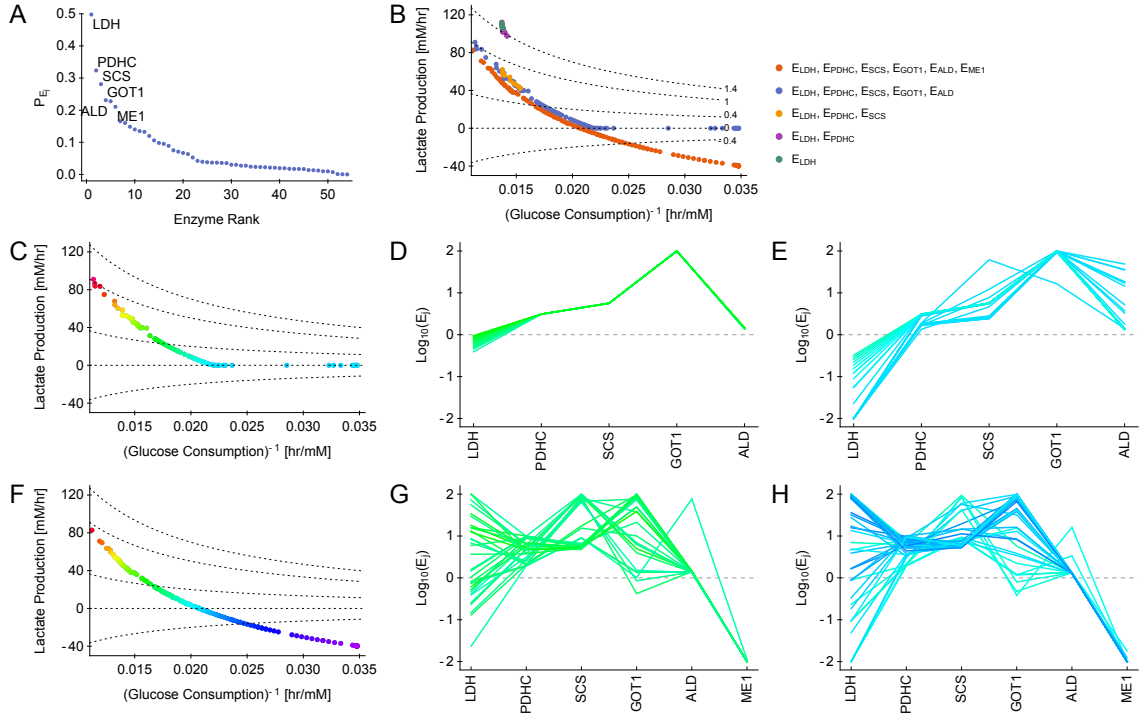 A
P_Ej
0.5
0.4
0.3
0.2
0.1
0.0
LDH
PDHC
SCS
GOT1
ALD
ME1
0
10
20
30
40
50
Enzyme Rank
B
Lactate Production [mM/hr]
120
80
40
0
-40
1.4
1
0.4
0
-0.4
0.015
0.020
0.025
0.030
0.035
(Glucose Consumption)^-1 [hr/mM]
E_LDH, E_PDHC, E_SCS, E_GOT1, E_ALD, E_ME1
E_LDH, E_PDHC, E_SCS, E_GOT1, E_ALD
E_LDH, E_PDHC, E_SCS
E_LDH, E_PDHC
E_LDH
C
Lactate Production [mM/hr]
120
80
40
0
-40
0.015
0.020
0.025
0.030
0.035
(Glucose Consumption)^-1 [hr/mM]
D
Log10(E_j)
2
1
0
-1
-2
LDH
PDHC
SCS
GOT1
ALD
E
Log10(E_j)
2
1
0
-1
-2
LDH
PDHC
SCS
GOT1
ALD
F
Lactate Production [mM/hr]
120
80
40
0
-40
0.015
0.020
0.025
0.030
0.035
(Glucose Consumption)^-1 [hr/mM]
G
Log10(E_j)
2
1
0
-1
-2
LDH
PDHC
SCS
GOT1
ALD
ME1
H
Log10(E_j)
2
1
0
-1
-2
LDH
PDHC
SCS
GOT1
ALD
ME1